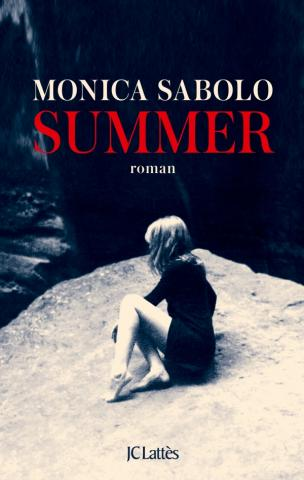 MONICA SABOLO
SUMMER
roman
JC Lattès